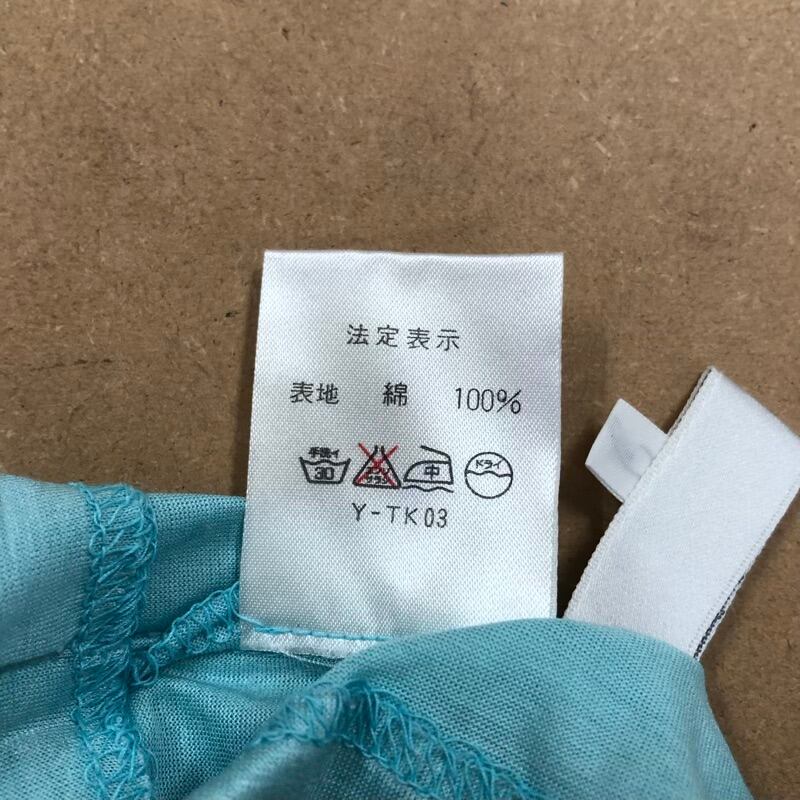 法定表示
表地 綿 100%
手洗イ 30 エンソサラシ 中 ドライ
Y-TK03